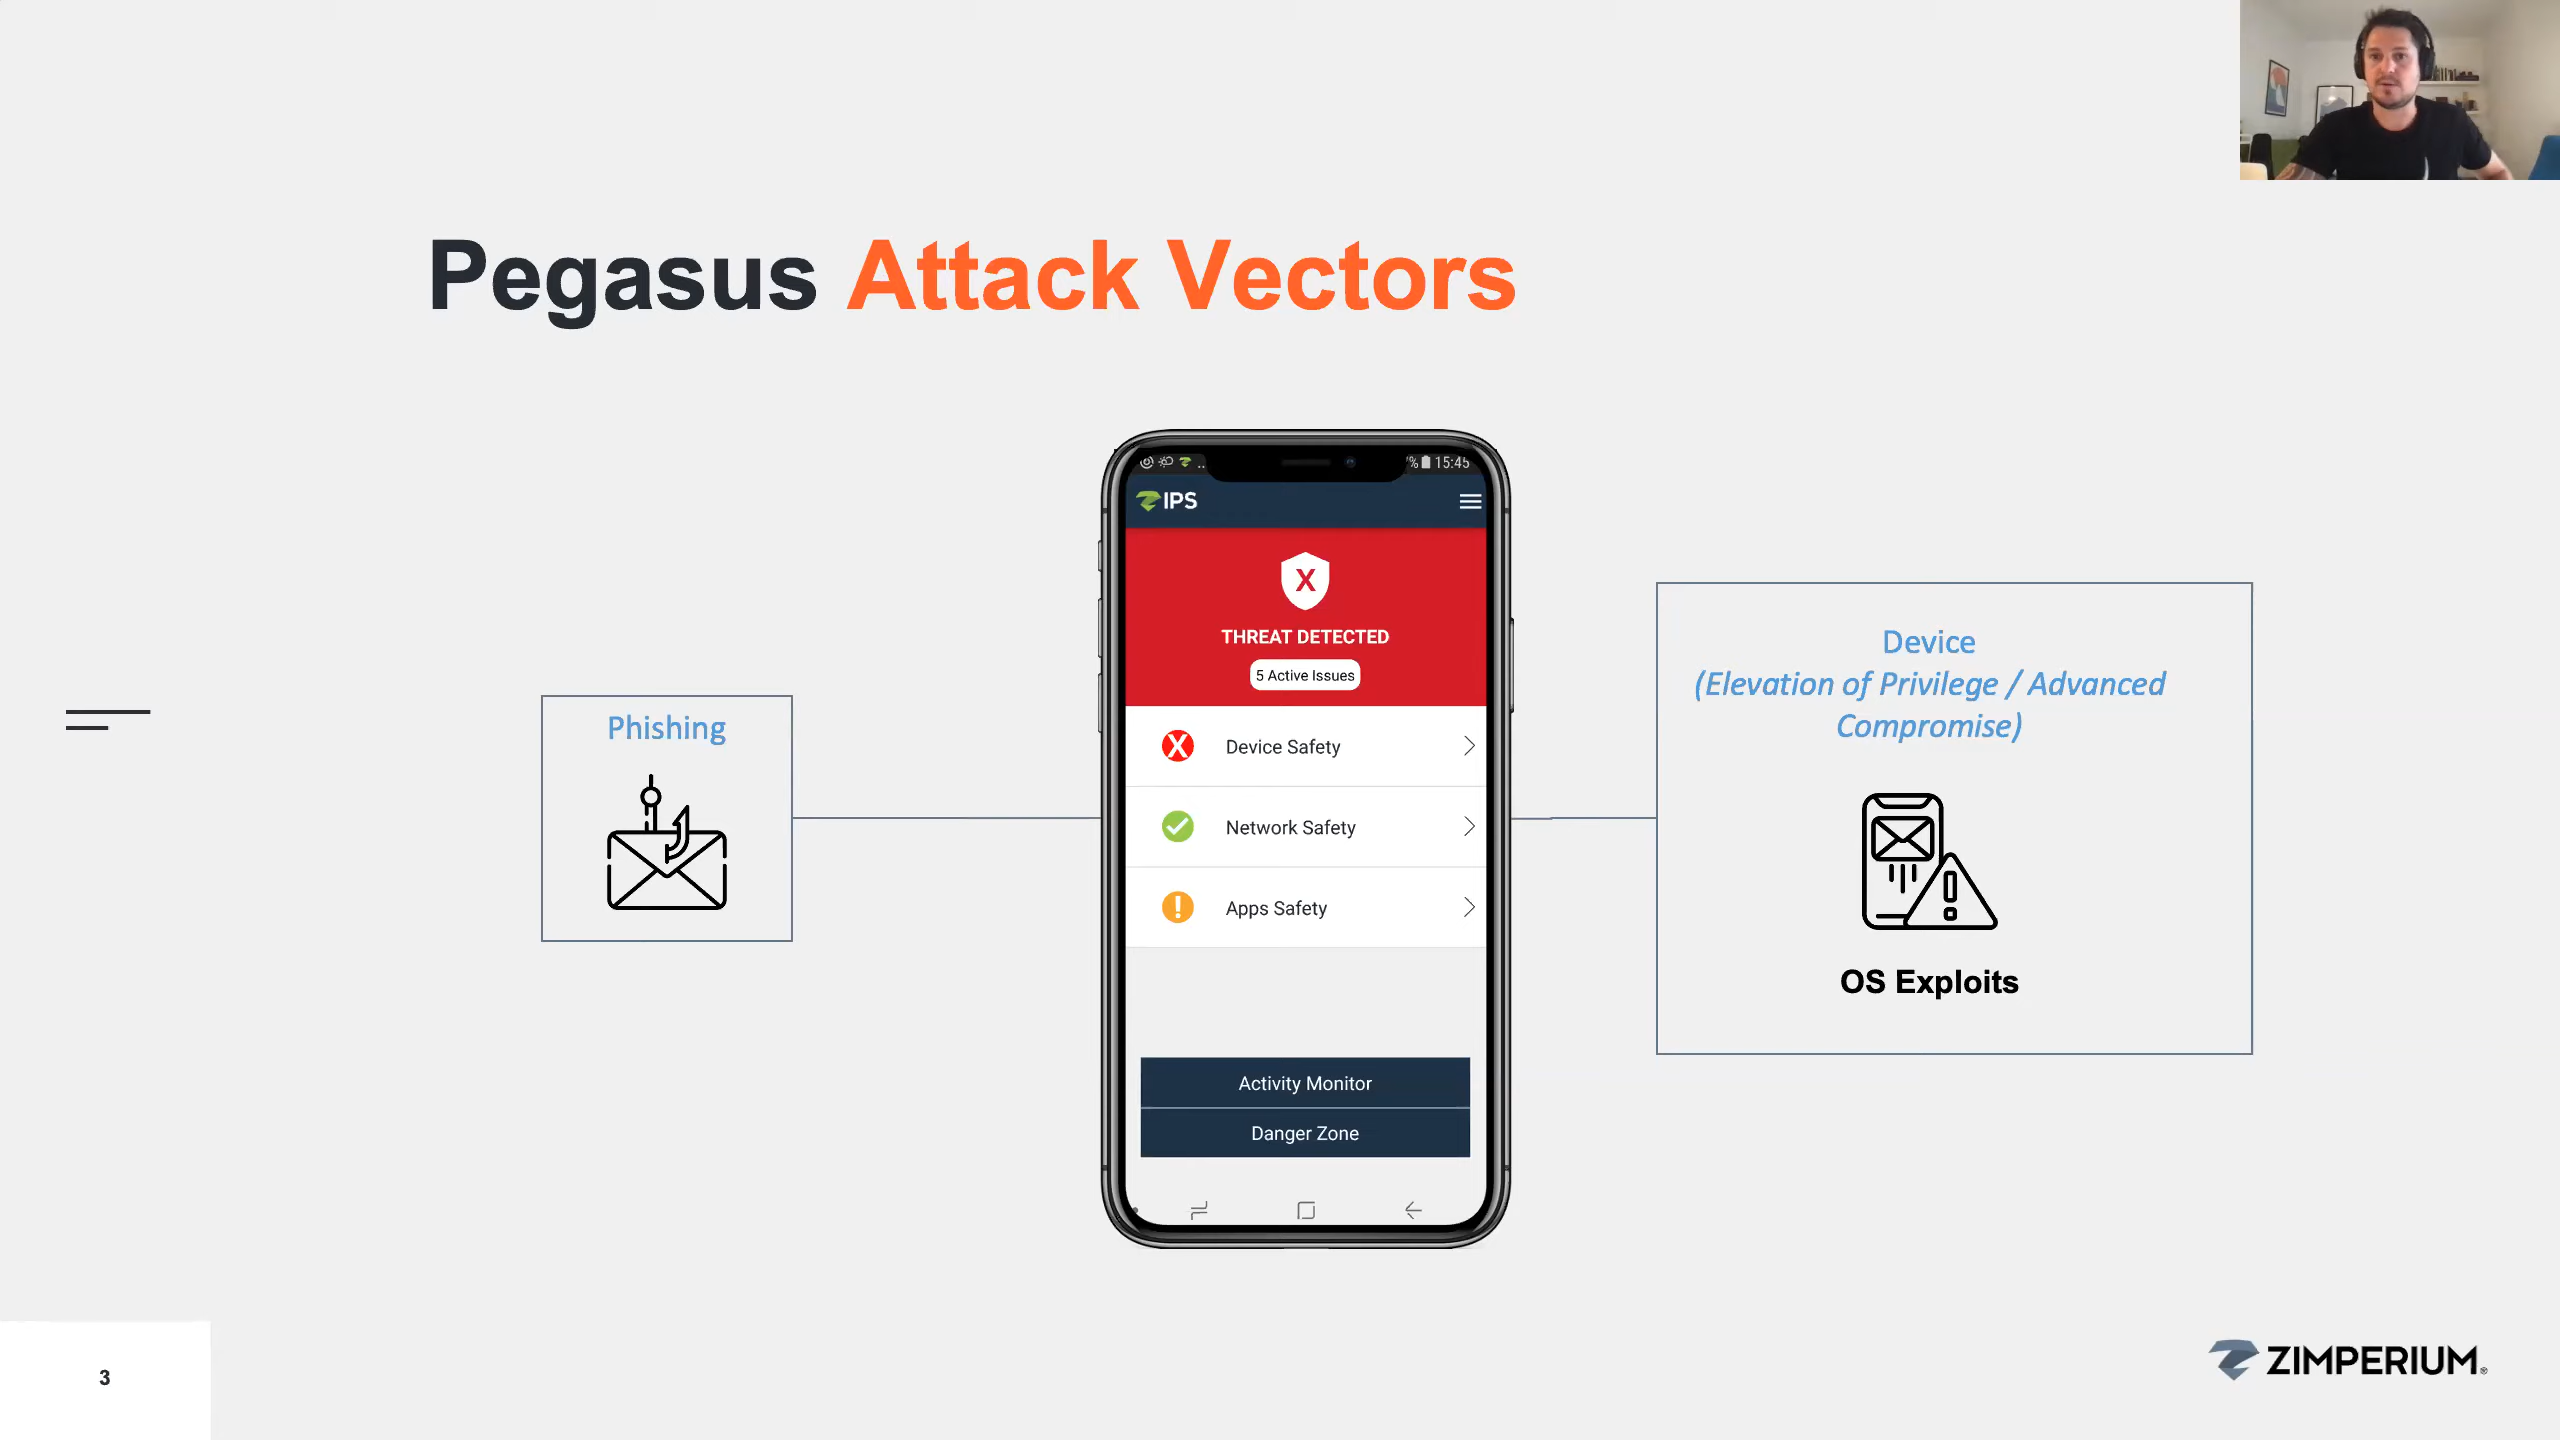 Pegasus Attack Vectors
% 15:45
IPS
X
THREAT DETECTED
5 Active Issues
X Device Safety
Network Safety
! Apps Safety
Activity Monitor
Danger Zone
Phishing
Device
(Elevation of Privilege / Advanced
Compromise)
OS Exploits
3
ZIMPERIUM®